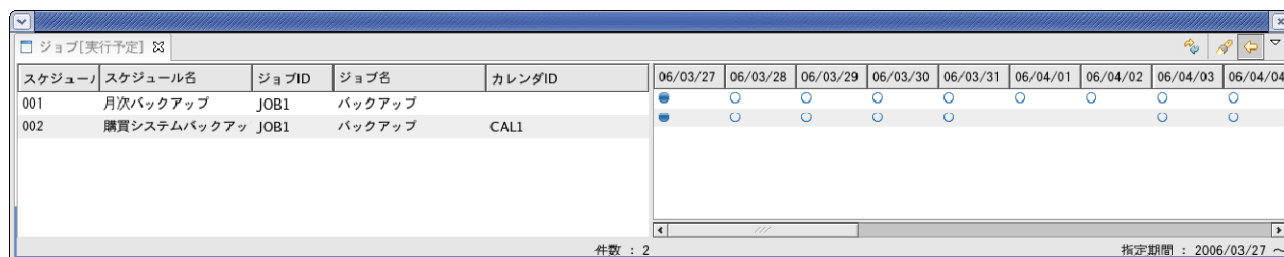 ジョブ[実行予定]
スケジュール スケジュール名 ジョブID ジョブ名 カレンダID 06/03/27 06/03/28 06/03/29 06/03/30 06/03/31 06/04/01 06/04/02 06/04/03 06/04/04
001 月次バックアップ JOB1 バックアップ
002 購買システムバックアッ JOB1 バックアップ CAL1
件数 : 2 指定期間 : 2006/03/27 ~